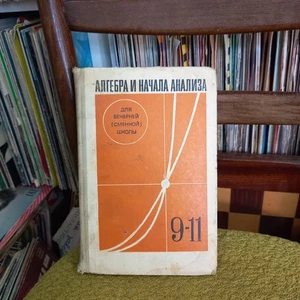 АЛГЕБРА И НАЧАЛА АНАЛИЗА
ДЛЯ
ВЕЧЕРНЕЙ
(СМЕННОЙ)
ШКОЛЫ
9-11